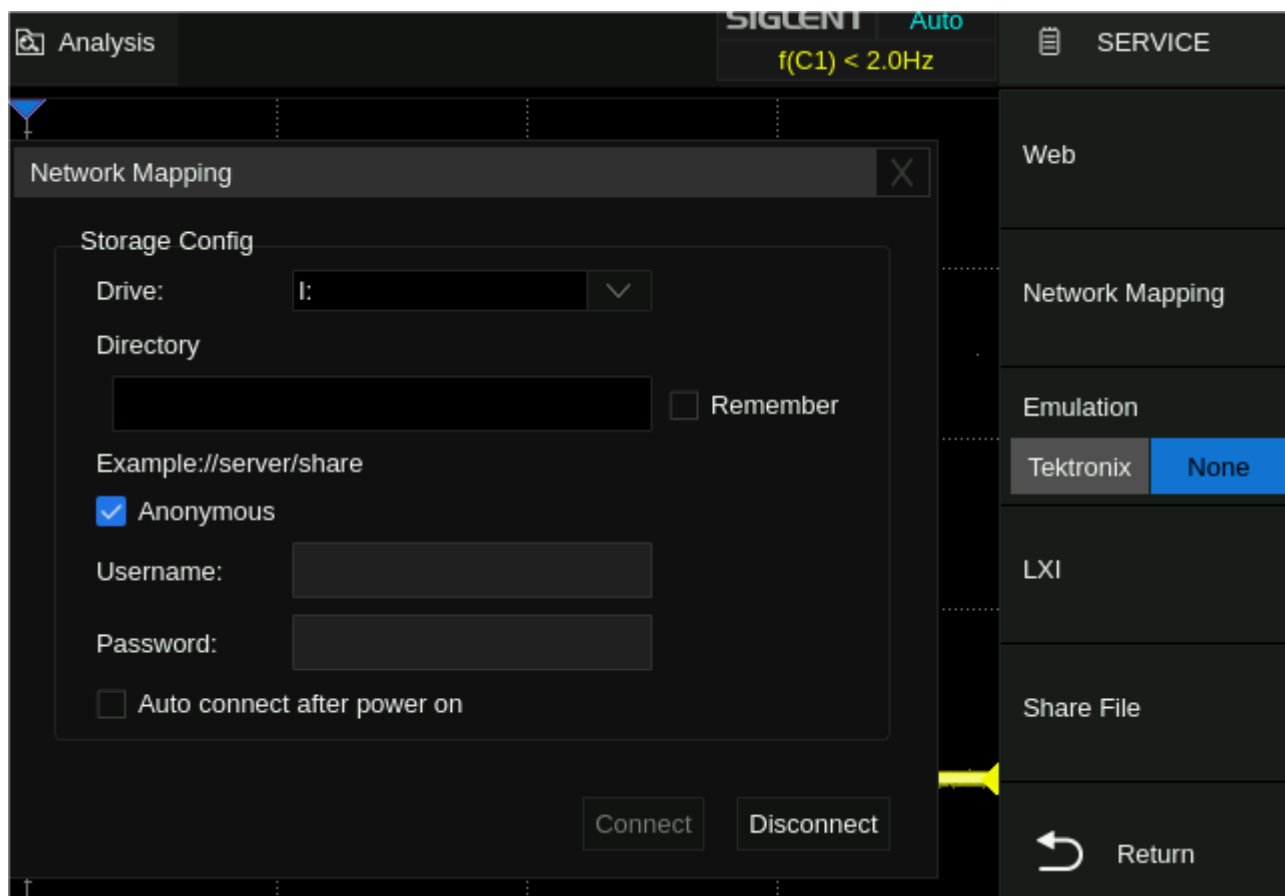 Analysis
SIGLENT Auto
f(C1) < 2.0Hz
SERVICE
Network Mapping
X
Storage Config
Drive: I:
Directory
Remember
Example://server/share
Anonymous
Username:
Password:
Auto connect after power on
Connect Disconnect
Web
Network Mapping
Emulation
Tektronix None
LXI
Share File
Return